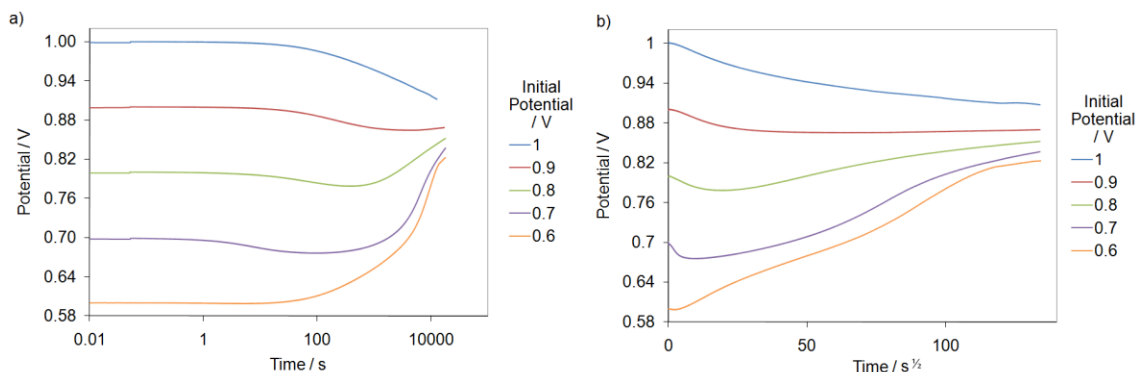 a)
1.00
0.94
0.88
0.82
0.76
0.70
0.64
0.58
Potential / V
0.01
1
100
10000
Time / s
Initial
Potential
/ V
1
0.9
0.8
0.7
0.6
b)
1
0.94
0.88
0.82
0.76
0.7
0.64
0.58
Potential / V
0
50
100
Time / s½
Initial
Potential
/ V
1
0.9
0.8
0.7
0.6